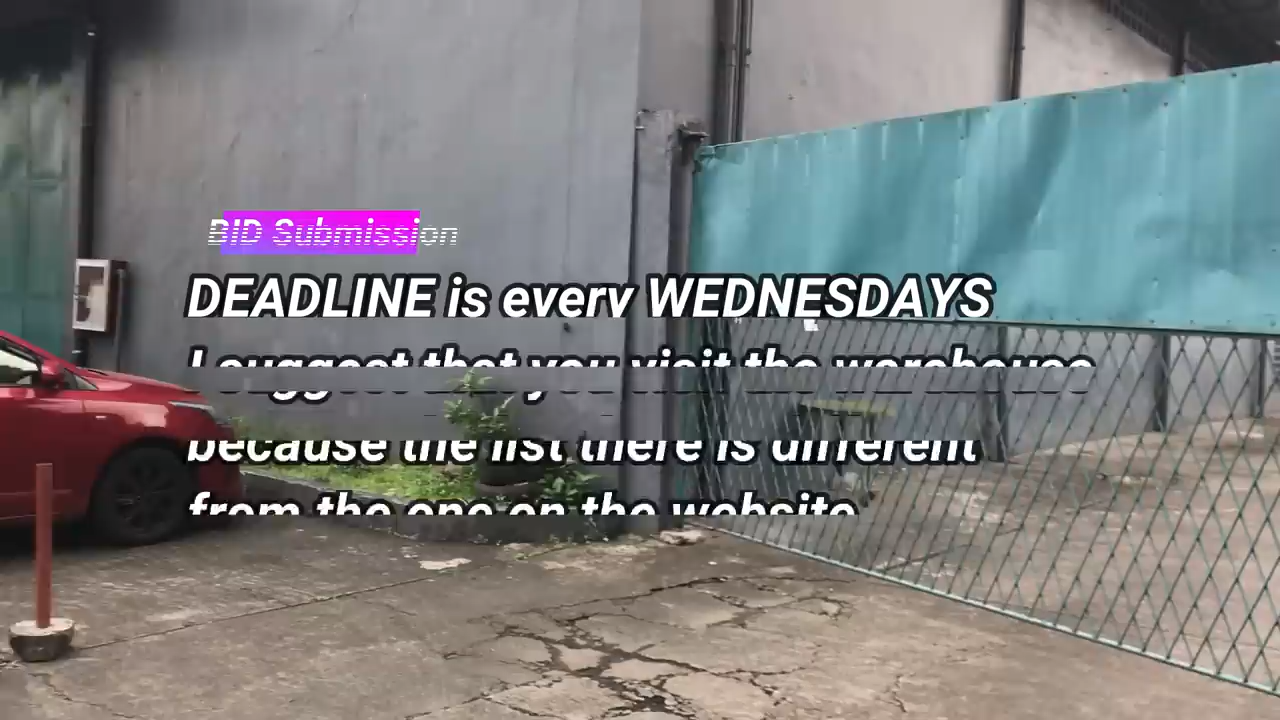 BID Submission
DEADLINE is every WEDNESDAYS
I suggest that you visit the warehouse
because the list there is different
from the one on the website